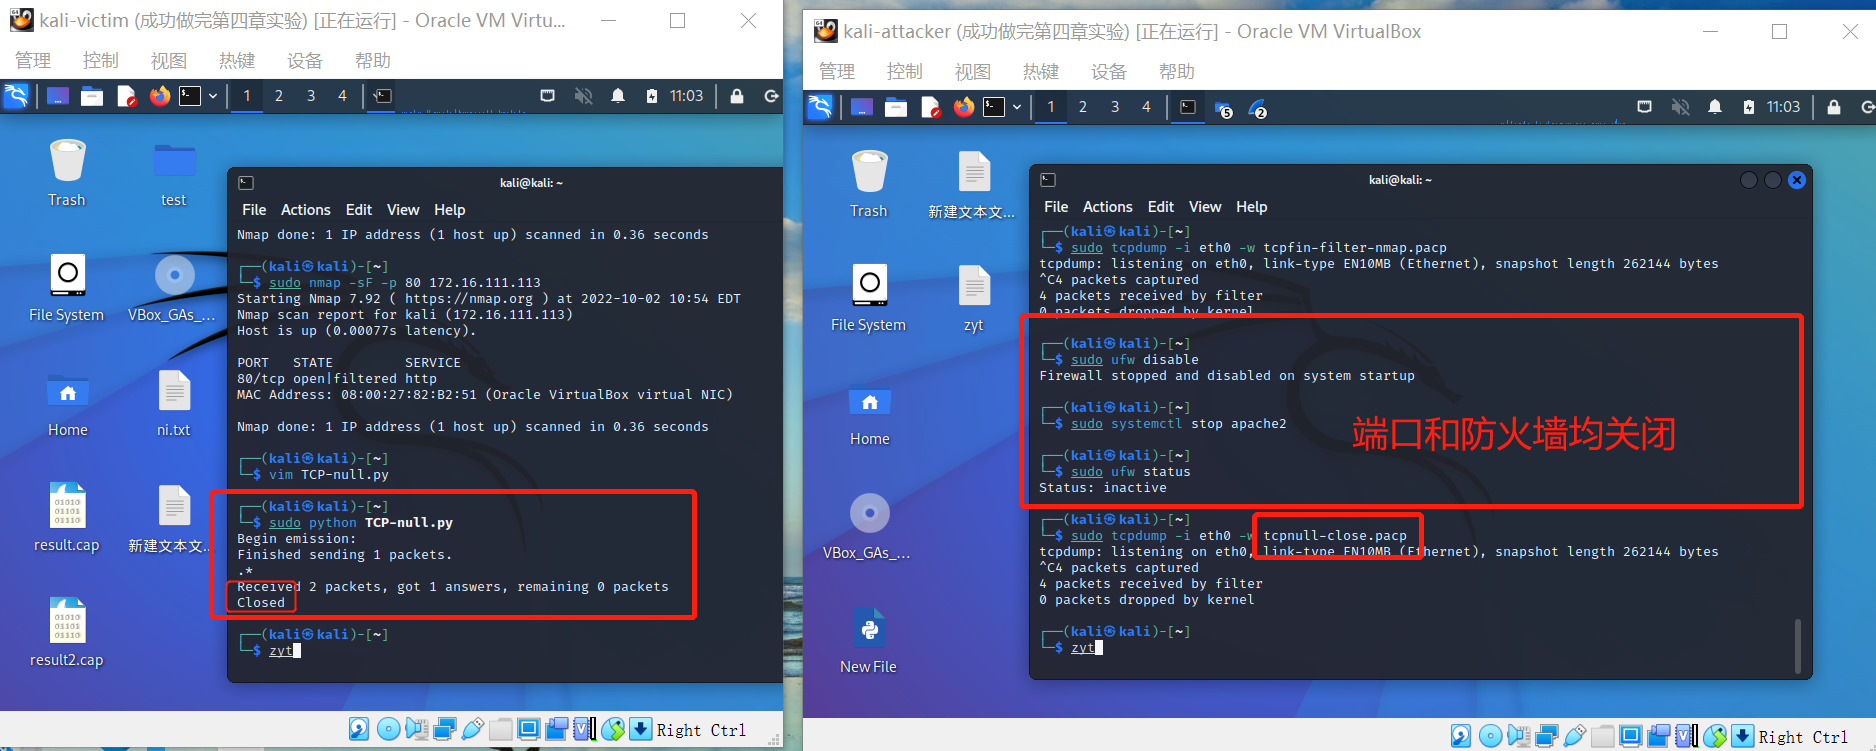 kali-victim (成功做完第四章实验) [正在运行] - Oracle VM Virtu...
管理 控制 视图 热键 设备 帮助
1 2 3 4 11:03
Trash
test
File System
VBox_GAs_...
Home
ni.txt
result.cap
新建文本文...
result2.cap
kali@kali: ~
File Actions Edit View Help
Nmap done: 1 IP address (1 host up) scanned in 0.36 seconds
┌──(kali㉿kali)-[~]
└─$ sudo nmap -sF -p 80 172.16.111.113
Starting Nmap 7.92 ( https://nmap.org ) at 2022-10-02 10:54 EDT
Nmap scan report for kali (172.16.111.113)
Host is up (0.00077s latency).
PORT STATE SERVICE
80/tcp open|filtered http
MAC Address: 08:00:27:82:B2:51 (Oracle VirtualBox virtual NIC)
Nmap done: 1 IP address (1 host up) scanned in 0.36 seconds
┌──(kali㉿kali)-[~]
└─$ vim TCP-null.py
┌──(kali㉿kali)-[~]
└─$ sudo python TCP-null.py
Begin emission:
Finished sending 1 packets.
.*
Received 2 packets, got 1 answers, remaining 0 packets
Closed
┌──(kali㉿kali)-[~]
└─$ zyt
Right Ctrl
kali-attacker (成功做完第四章实验) [正在运行] - Oracle VM VirtualBox
管理 控制 视图 热键 设备 帮助
1 2 3 4 5 2 11:03
Trash
新建文本文...
File System
zyt
Home
VBox_GAs_...
New File
kali@kali: ~
File Actions Edit View Help
┌──(kali㉿kali)-[~]
└─$ sudo tcpdump -i eth0 -w tcpfin-filter-nmap.pacp
tcpdump: listening on eth0, link-type EN10MB (Ethernet), snapshot length 262144 bytes
^C4 packets captured
4 packets received by filter
0 packets dropped by kernel
┌──(kali㉿kali)-[~]
└─$ sudo ufw disable
Firewall stopped and disabled on system startup
┌──(kali㉿kali)-[~]
└─$ sudo systemctl stop apache2
端口和防火墙均关闭
┌──(kali㉿kali)-[~]
└─$ sudo ufw status
Status: inactive
┌──(kali㉿kali)-[~]
└─$ sudo tcpdump -i eth0 -w tcpnull-close.pacp
tcpdump: listening on eth0, link-type EN10MB (Ethernet), snapshot length 262144 bytes
^C4 packets captured
4 packets received by filter
0 packets dropped by kernel
┌──(kali㉿kali)-[~]
└─$ zyt
Right Ctrl